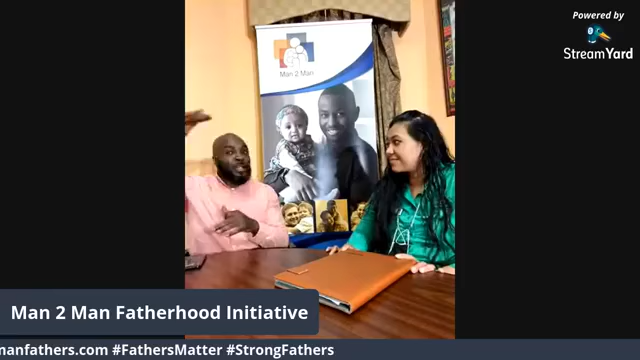 Powered by
StreamYard
Man 2 Man
Man 2 Man Fatherhood Initiative
manfathers.com #FathersMatter #StrongFathers